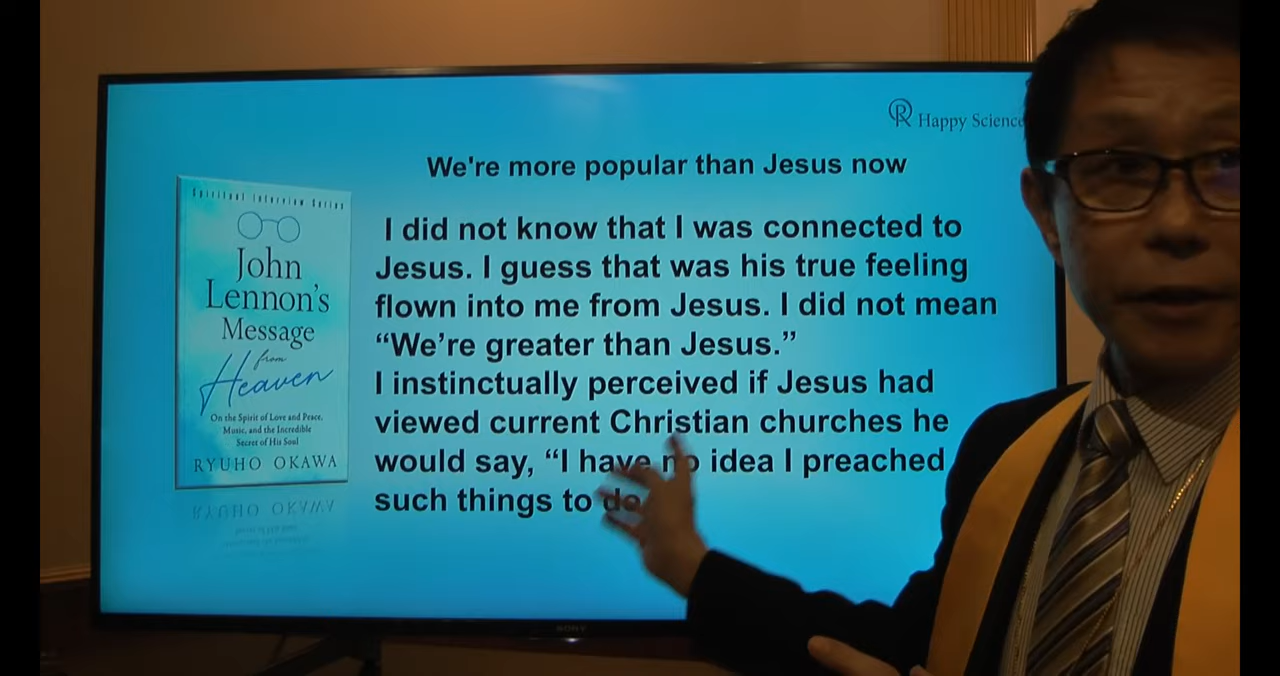 Happy Science
We're more popular than Jesus now
I did not know that I was connected to
Jesus. I guess that was his true feeling
flown into me from Jesus. I did not mean
“We’re greater than Jesus.”
I instinctually perceived if Jesus had
viewed current Christian churches he
would say, “I have no idea I preached
such things to do
Spiritual Interview Series
John
Lennon's
Message
from
Heaven
On the Spirit of Love and Peace,
Music, and the Incredible
Secret of His Soul
RYUHO OKAWA
SONY